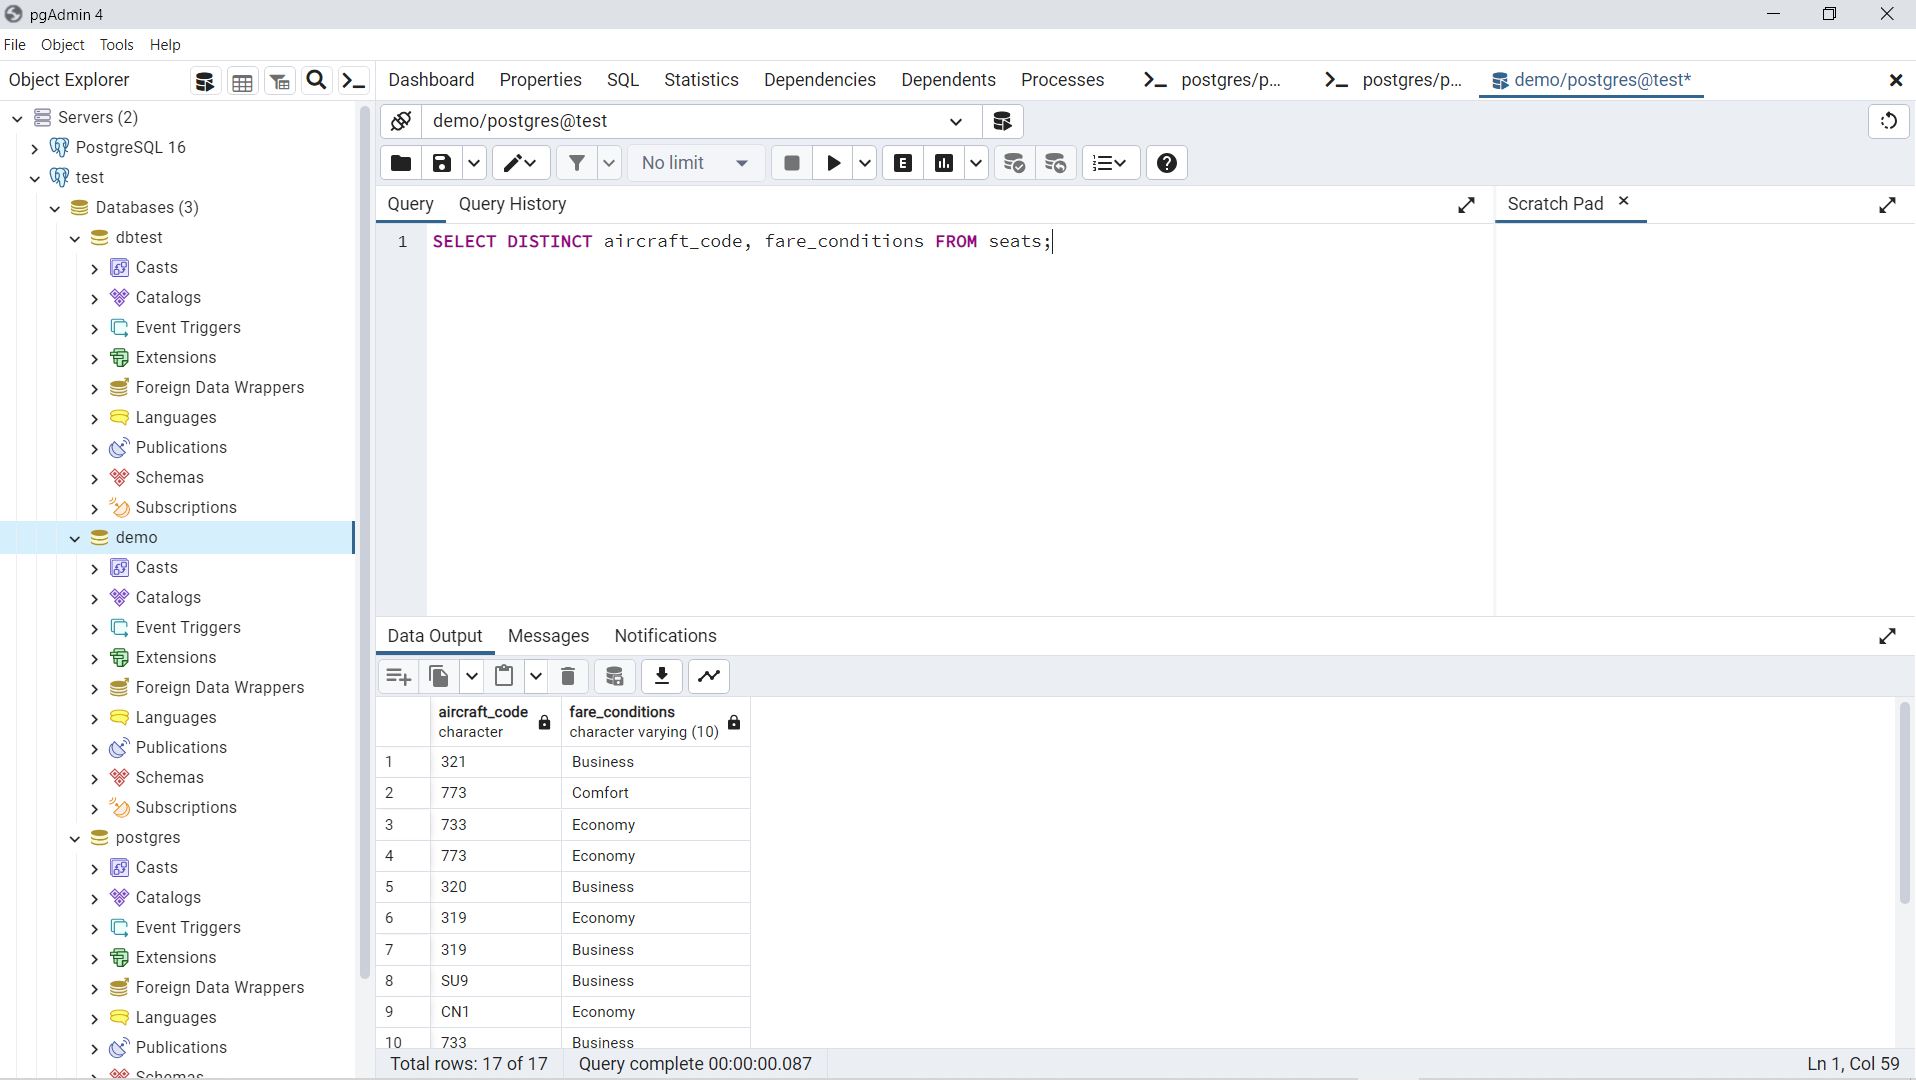 pgAdmin 4
File Object Tools Help
Object Explorer
Dashboard Properties SQL Statistics Dependencies Dependents Processes postgres/p... postgres/p... demo/postgres@test*
Servers (2)
PostgreSQL 16
test
Databases (3)
dbtest
Casts
Catalogs
Event Triggers
Extensions
Foreign Data Wrappers
Languages
Publications
Schemas
Subscriptions
demo
Casts
Catalogs
Event Triggers
Extensions
Foreign Data Wrappers
Languages
Publications
Schemas
Subscriptions
postgres
Casts
Catalogs
Event Triggers
Extensions
Foreign Data Wrappers
Languages
Publications
Schemas
demo/postgres@test
No limit
E
Query Query History
Scratch Pad
1 SELECT DISTINCT aircraft_code, fare_conditions FROM seats;
Data Output Messages Notifications
aircraft_code fare_conditions
character character varying (10)
1 321 Business
2 773 Comfort
3 733 Economy
4 773 Economy
5 320 Business
6 319 Economy
7 319 Business
8 SU9 Business
9 CN1 Economy
10 733 Business
Total rows: 17 of 17 Query complete 00:00:00.087 Ln 1, Col 59